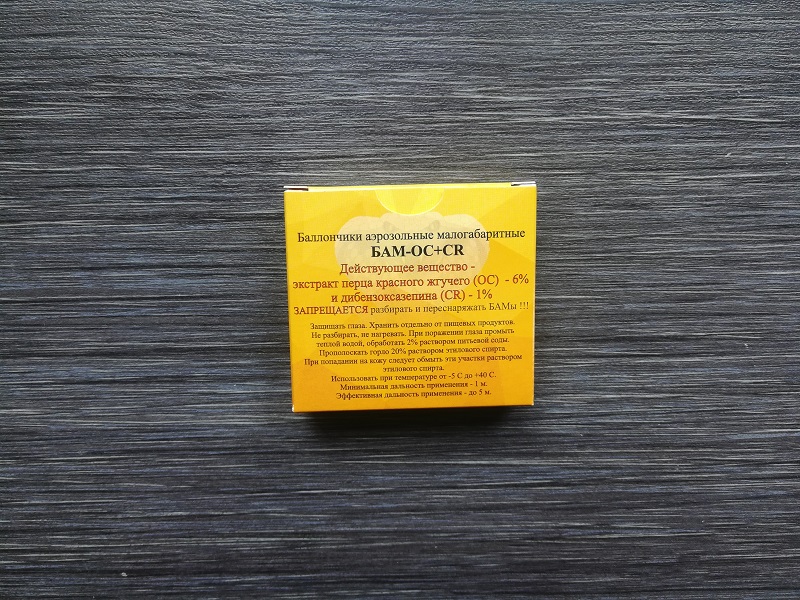 Баллончики аэрозольные малогабаритные
БАМ-ОС+CR
Действующее вещество -
экстракт перца красного жгучего (ОС) - 6%
и дибензоксазепина (CR) - 1%
ЗАПРЕЩАЕТСЯ разбирать и переснаряжать БАМы !!!
Защищать глаза. Хранить отдельно от пищевых продуктов.
Не разбирать, не нагревать. При поражении глаза промыть
теплой водой, обработать 2% раствором питьевой соды.
Прополоскать горло 20% раствором этилового спирта.
При попадании на кожу следует обмыть эти участки раствором
этилового спирта.
Использовать при температуре от -5 С до +40 С.
Минимальная дальность применения - 1 м.
Эффективная дальность применения - до 5 м.